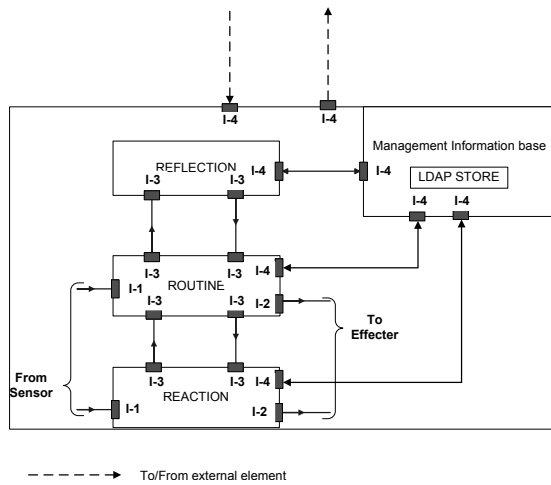 I-4
I-4
Management Information base
I-3
REFLECTION
I-3
I-4
I-4
LDAP STORE
I-4
I-4
I-3
I-3
I-4
I-1
ROUTINE
I-2
I-3
I-3
To
Effecter
From
Sensor
I-3
I-3
I-4
I-1
REACTION
I-2
To/From external element